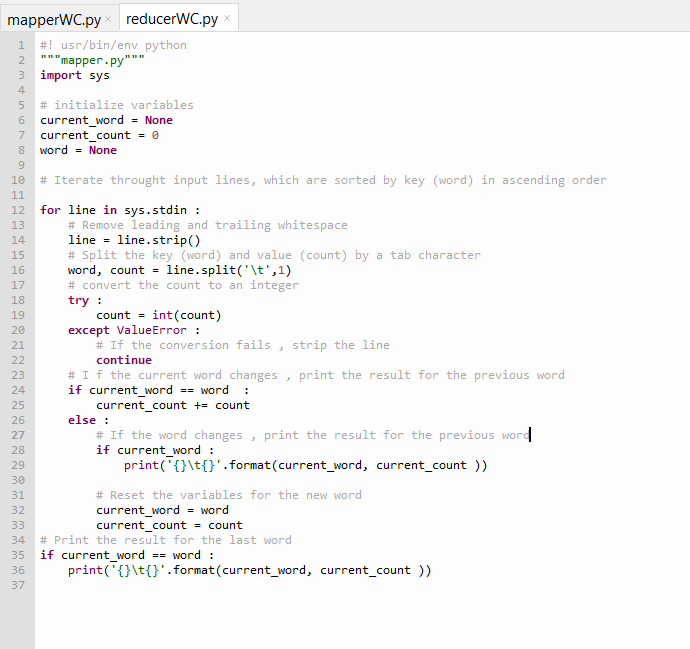 mapperWC.py × reducerWC.py ×
1 #! usr/bin/env python
2 """mapper.py"""
3 import sys
4
5 # initialize variables
6 current_word = None
7 current_count = 0
8 word = None
9
10 # Iterate throught input lines, which are sorted by key (word) in ascending order
11
12 for line in sys.stdin :
13     # Remove leading and trailing whitespace
14     line = line.strip()
15     # Split the key (word) and value (count) by a tab character
16     word, count = line.split('\t',1)
17     # convert the count to an integer
18     try :
19         count = int(count)
20     except ValueError :
21         # If the conversion fails , strip the line
22         continue
23     # I f the current word changes , print the result for the previous word
24     if current_word == word  :
25         current_count += count
26     else :
27         # If the word changes , print the result for the previous word
28         if current_word :
29             print('{}\t{}'.format(current_word, current_count ))
30
31         # Reset the variables for the new word
32         current_word = word
33         current_count = count
34 # Print the result for the last word
35 if current_word == word :
36     print('{}\t{}'.format(current_word, current_count ))
37